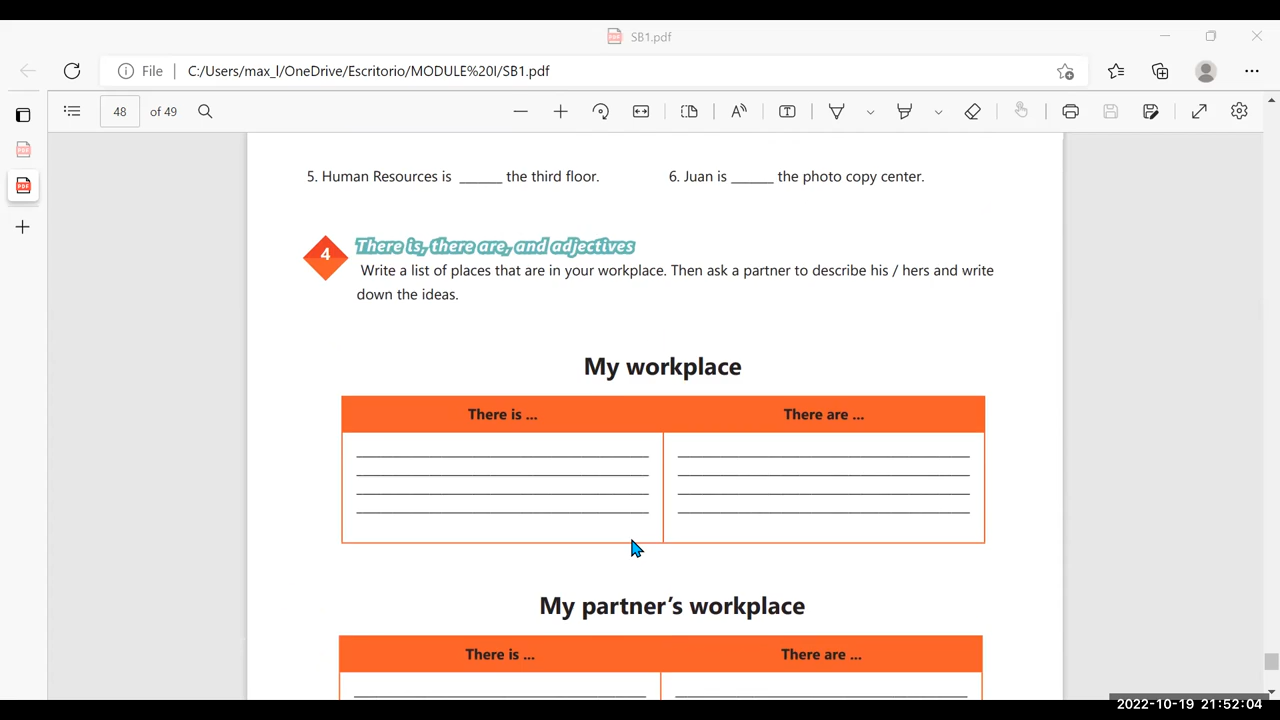 SB1.pdf
File C:/Users/max_l/OneDrive/Escritorio/MODULE%20I/SB1.pdf
48 of 49
5. Human Resources is ______ the third floor. 6. Juan is ______ the photo copy center.
4 There is, there are, and adjectives
Write a list of places that are in your workplace. Then ask a partner to describe his / hers and write
down the ideas.
My workplace
There is ... There are ...
My partner's workplace
There is ... There are ...
2022-10-19 21:52:04